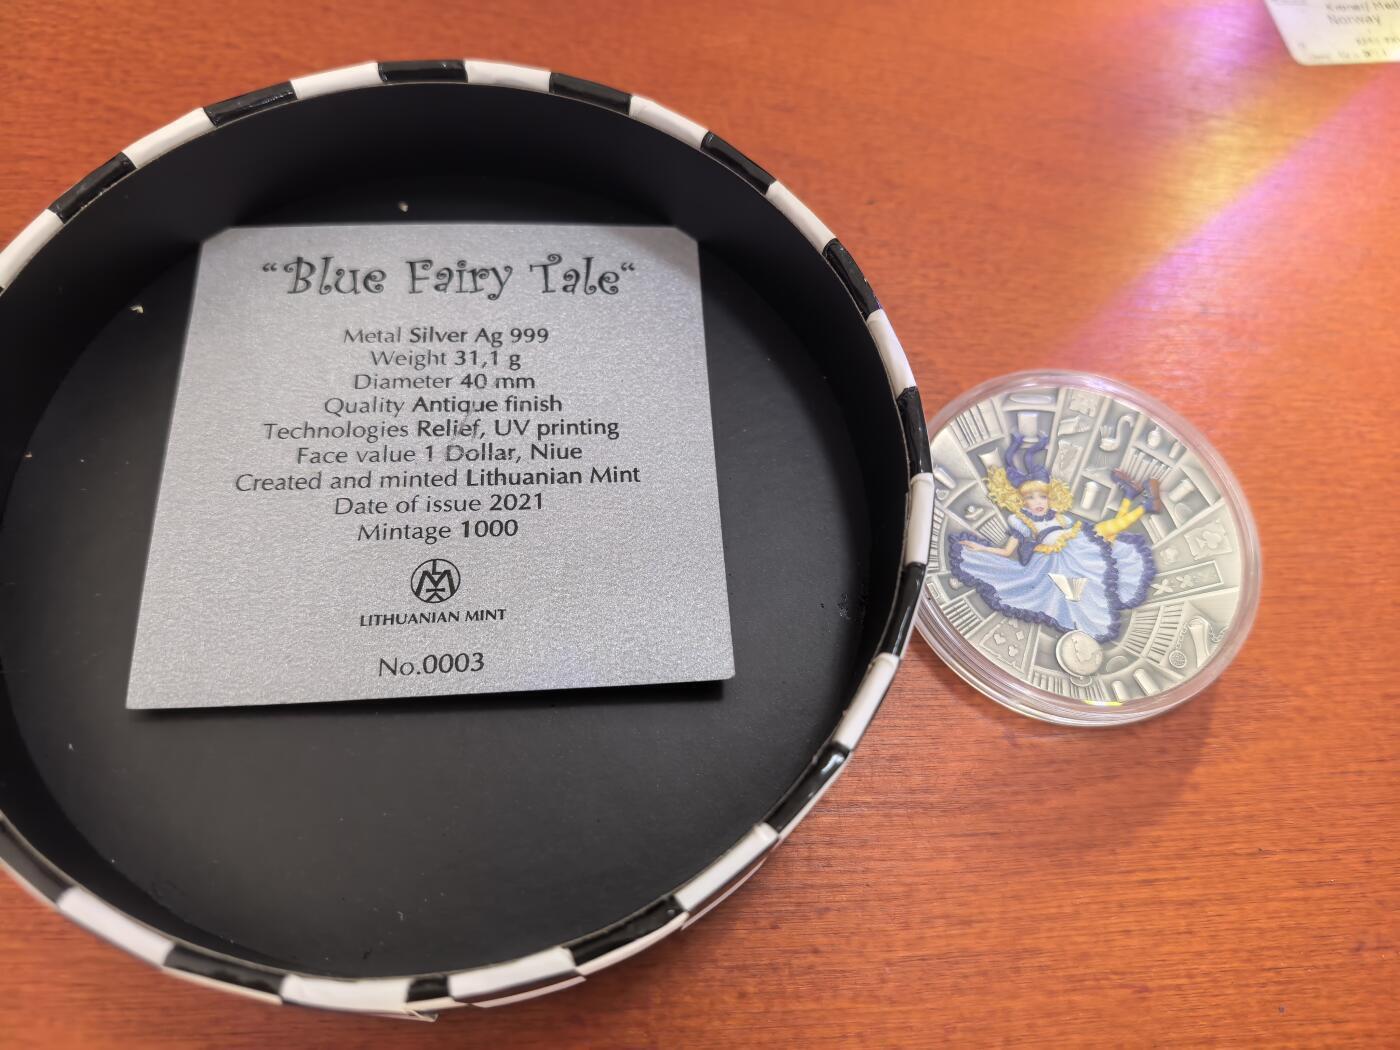 “Blue Fairy Tale“
Metal Silver Ag 999
Weight 31,1 g
Diameter 40 mm
Quality Antique finish
Technologies Relief, UV printing
Face value 1 Dollar, Niue
Created and minted Lithuanian Mint
Date of issue 2021
Mintage 1000
LITHUANIAN MINT
No.0003
Norway